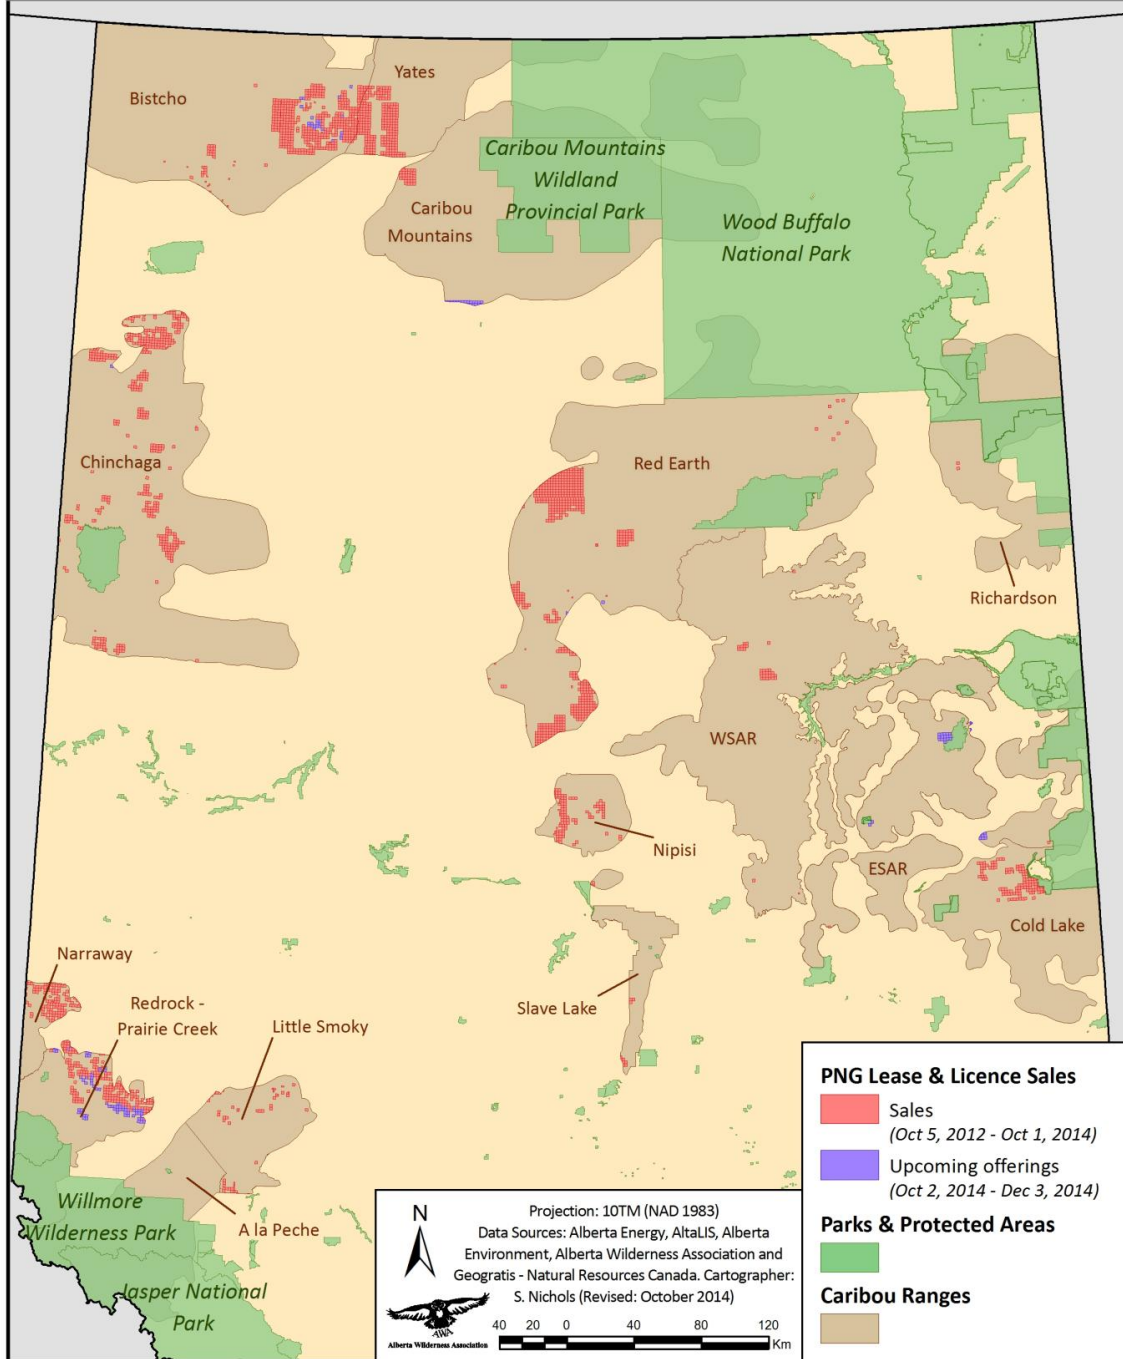 Yates
Bistcho
Caribou Mountains
Wildland
Provincial Park
Caribou
Mountains
Wood Buffalo
National Park
Chinchaga
Red Earth
Richardson
WSAR
Nipisi
ESAR
Cold Lake
Narraway
Redrock -
Prairie Creek
Little Smoky
Slave Lake
Willmore
Wilderness Park
A la Peche
Jasper National
Park
N
AWA
Alberta Wilderness Association
Projection: 10TM (NAD 1983)
Data Sources: Alberta Energy, AltaLIS, Alberta
Environment, Alberta Wilderness Association and
Geogratis - Natural Resources Canada. Cartographer:
S. Nichols (Revised: October 2014)
40 20 0 40 80 120
Km
PNG Lease & Licence Sales
Sales
(Oct 5, 2012 - Oct 1, 2014)
Upcoming offerings
(Oct 2, 2014 - Dec 3, 2014)
Parks & Protected Areas
Caribou Ranges